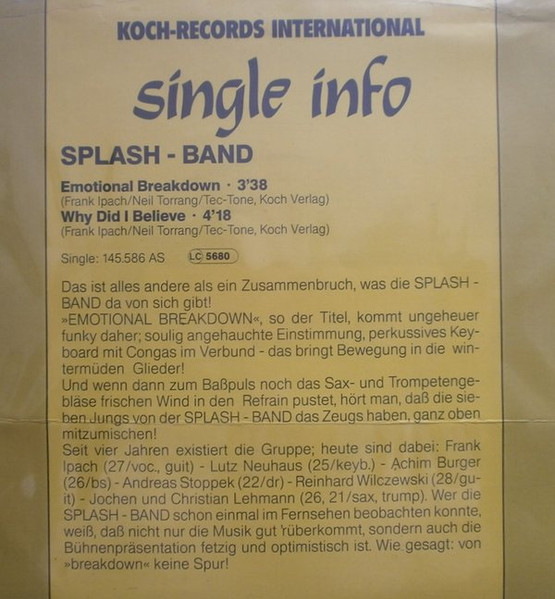 KOCH-RECORDS INTERNATIONAL
single info
SPLASH - BAND
Emotional Breakdown · 3'38
(Frank Ipach/Neil Torrang/Tec-Tone, Koch Verlag)
Why Did I Believe · 4'18
(Frank Ipach/Neil Torrang/Tec-Tone, Koch Verlag)
Single: 145.586 AS LC 5680
Das ist alles andere als ein Zusammenbruch, was die SPLASH -
BAND da von sich gibt!
»EMOTIONAL BREAKDOWN«, so der Titel, kommt ungeheuer
funky daher; soulig angehauchte Einstimmung, perkussives Key-
board mit Congas im Verbund - das bringt Bewegung in die win-
termüden Glieder!
Und wenn dann zum Baßpuls noch das Sax- und Trompetenge-
bläse frischen Wind in den Refrain pustet, hört man, daß die sie-
ben Jungs von der SPLASH - BAND das Zeugs haben, ganz oben
mitzumischen!
Seit vier Jahren existiert die Gruppe; heute sind dabei: Frank
Ipach (27/voc., guit) - Lutz Neuhaus (25/keyb.) - Achim Burger
(26/bs) - Andreas Stoppek (22/dr) - Reinhard Wilczewski (28/gu-
it) - Jochen und Christian Lehmann (26, 21/sax, trump). Wer die
SPLASH - BAND schon einmal im Fernsehen beobachten konnte,
weiß, daß nicht nur die Musik gut 'rüberkommt, sondern auch die
Bühnenpräsentation fetzig und optimistisch ist. Wie gesagt: von
»breakdown« keine Spur!